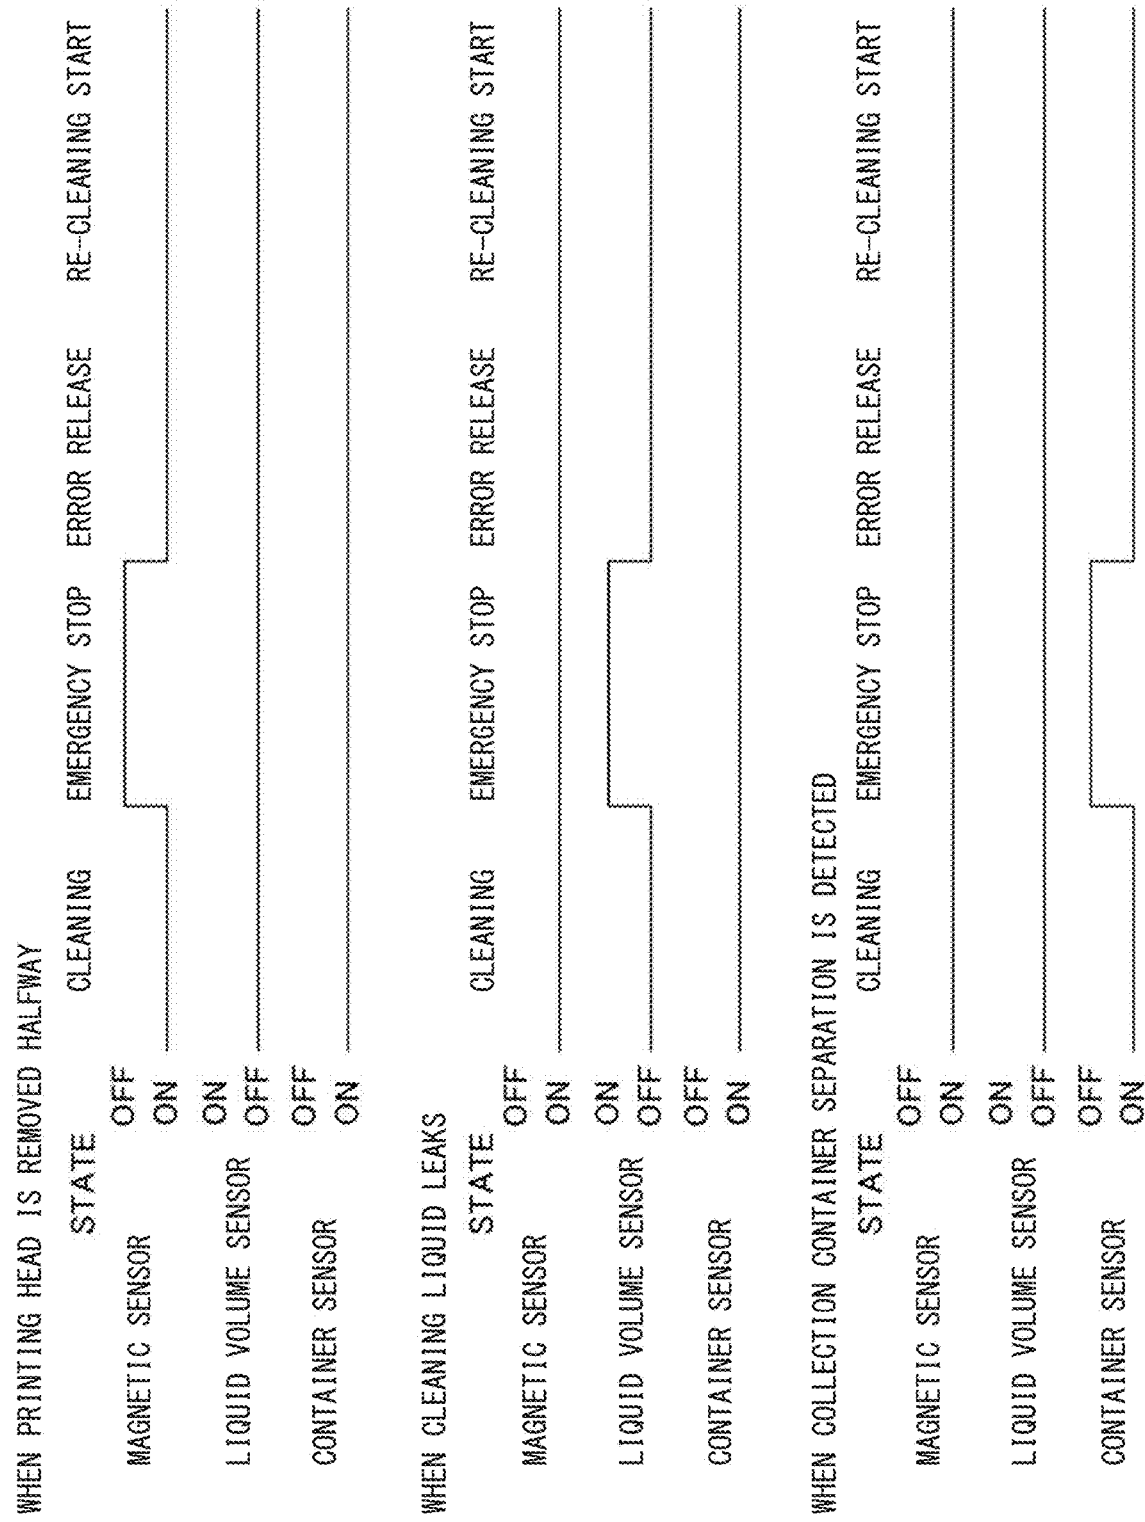 WHEN PRINTING HEAD IS REMOVED HALFWAY
STATE CLEANING EMERGENCY STOP ERROR RELEASE RE-CLEANING START
MAGNETIC SENSOR OFF
ON
LIQUID VOLUME SENSOR ON
OFF
CONTAINER SENSOR OFF
ON
WHEN CLEANING LIQUID LEAKS
STATE CLEANING EMERGENCY STOP ERROR RELEASE RE-CLEANING START
MAGNETIC SENSOR OFF
ON
LIQUID VOLUME SENSOR ON
OFF
CONTAINER SENSOR OFF
ON
WHEN COLLECTION CONTAINER SEPARATION IS DETECTED
STATE CLEANING EMERGENCY STOP ERROR RELEASE RE-CLEANING START
MAGNETIC SENSOR OFF
ON
LIQUID VOLUME SENSOR ON
OFF
CONTAINER SENSOR OFF
ON